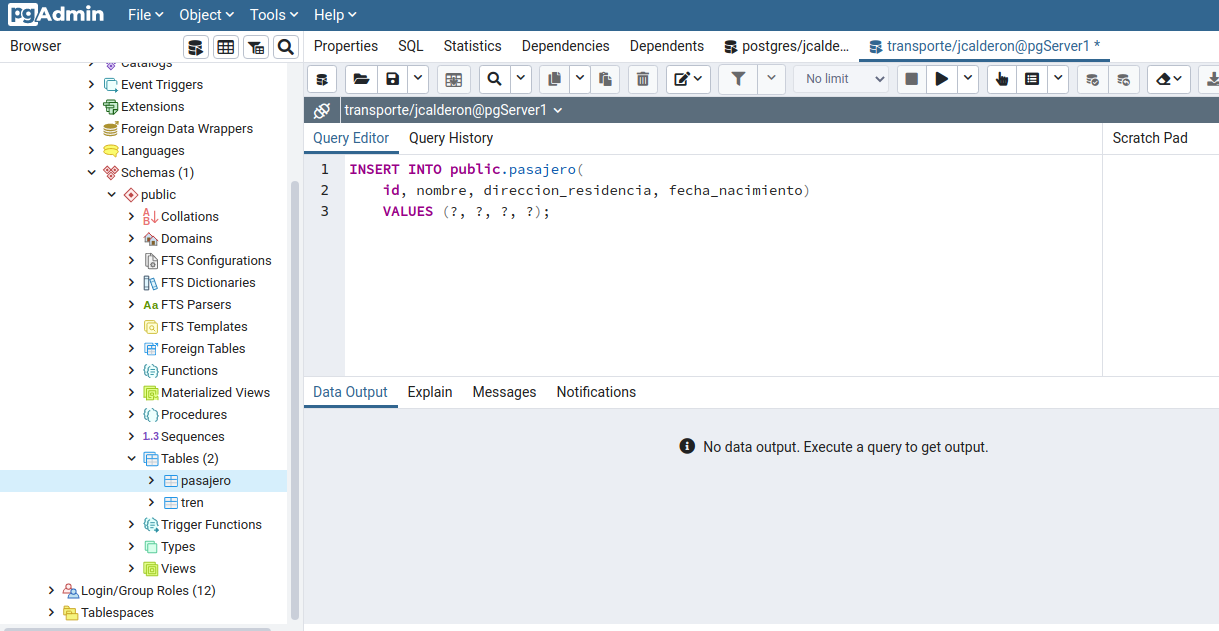 pgAdmin File Object Tools Help
Browser
Properties SQL Statistics Dependencies Dependents postgres/jcalde... transporte/jcalderon@pgServer1 *
No limit
transporte/jcalderon@pgServer1
Query Editor Query History
Scratch Pad
1 INSERT INTO public.pasajero(
2 id, nombre, direccion_residencia, fecha_nacimiento)
3 VALUES (?, ?, ?, ?);
Data Output Explain Messages Notifications
No data output. Execute a query to get output.
Catalogs
Event Triggers
Extensions
Foreign Data Wrappers
Languages
Schemas (1)
public
Collations
Domains
FTS Configurations
FTS Dictionaries
Aa FTS Parsers
FTS Templates
Foreign Tables
Functions
Materialized Views
Procedures
1..3 Sequences
Tables (2)
pasajero
tren
Trigger Functions
Types
Views
Login/Group Roles (12)
Tablespaces